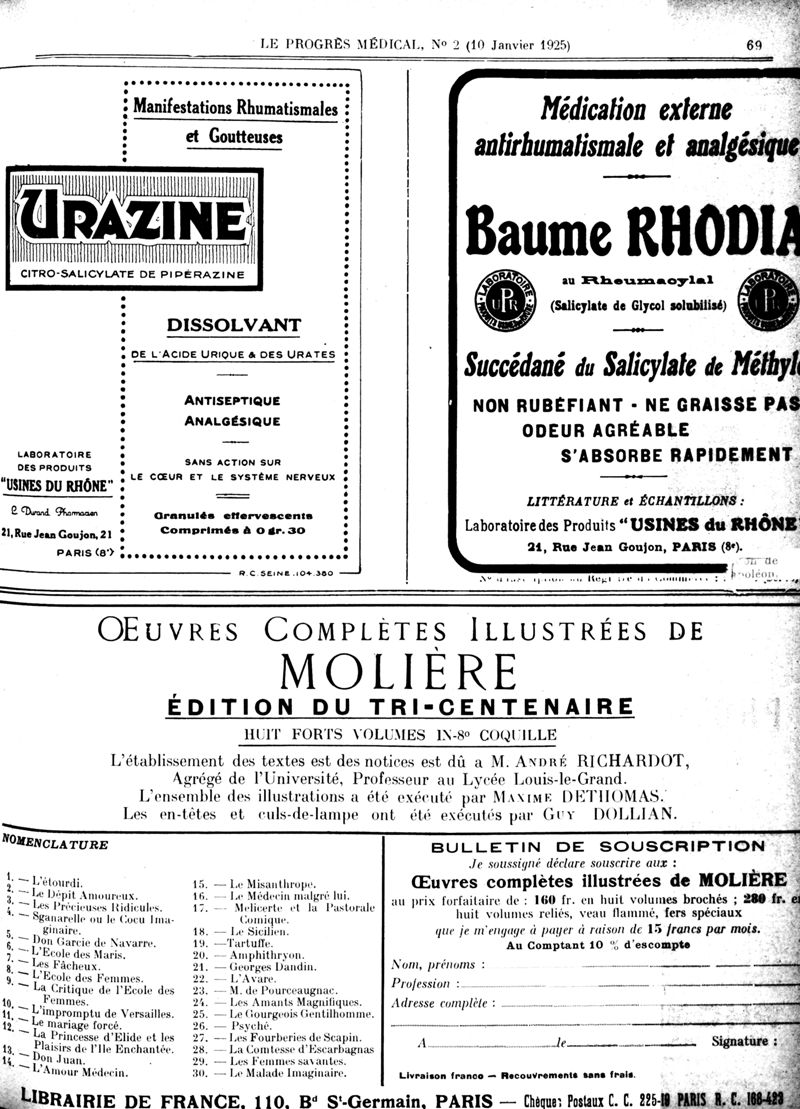 LE PROGRÈS MÉDICAL, No 2 (10 Janvier 1925)
69
Manifestations Rhumatismales
et Goutteuses
URAZINE
CITRO-SALICYLATE DE PIPÉRAZINE
DISSOLVANT
DE L'ACIDE URIQUE & DES URATES
ANTISEPTIQUE
ANALGÉSIQUE
SANS ACTION SUR
LE CŒUR ET LE SYSTÈME NERVEUX
Granulés effervescents
Comprimés à 0 gr. 30
LABORATOIRE
DES PRODUITS
"USINES DU RHÔNE"
21, Rue Jean Goujon, 21
PARIS (8e)
R.C. SEINE. 104.380
Médication externe
antirhumatismale et analgésique
Baume RHODIA
au Rheumacylal
(Salicylate de Glycol solubilisé)
LABORATOIRE
UPR
Succédané du Salicylate de Méthyle
NON RUBÉFIANT - NE GRAISSE PAS
ODEUR AGRÉABLE
S'ABSORBE RAPIDEMENT
LITTÉRATURE et ÉCHANTILLONS :
Laboratoire des Produits "USINES du RHÔNE"
21, Rue Jean Goujon, PARIS (8e).
ŒUVRES COMPLÈTES ILLUSTRÉES DE
MOLIÈRE
ÉDITION DU TRI-CENTENAIRE
HUIT FORTS VOLUMES IN-8o COQUILLE
L'établissement des textes est des notices est dû a M. ANDRÉ RICHARDOT,
Agrégé de l'Université, Professeur au Lycée Louis-le-Grand.
L'ensemble des illustrations a été exécuté par MAXIME DETHOMAS.
Les en-têtes et culs-de-lampe ont été exécutés par GUY DOLLIAN.
NOMENCLATURE
1. — L'étourdi.
2. — Le Dépit Amoureux.
3. — Les Précieuses Ridicules.
4. — Sganarelle ou le Cocu Ima-
ginaire.
5. — Don Garcie de Navarre.
6. — L'Ecole des Maris.
7. — Les Fâcheux.
8. — L'Ecole des Femmes.
9. — La Critique de l'Ecole des
Femmes.
10. — L'impromptu de Versailles.
11. — Le mariage forcé.
12. — La Princesse d'Elide et les
Plaisirs de l'Ile Enchantée.
13. — Don Juan.
14. — L'Amour Médecin.
15. — Le Misanthrope.
16. — Le Médecin malgré lui.
17. — Mélicerte et la Pastorale
Comique.
18. — Le Sicilien.
19. — Tartuffe.
20. — Amphithryon.
21. — Georges Dandin.
22. — L'Avare.
23. — M. de Pourceaugnac.
24. — Les Amants Magnifiques.
25. — Le Gourgeois Gentilhomme.
26. — Psyché.
27. — Les Fourberies de Scapin.
28. — La Comtesse d'Escarbagnas
29. — Les Femmes savantes.
30. — Le Malade Imaginaire.
BULLETIN DE SOUSCRIPTION
Je soussigné déclare souscrire aux :
Œuvres complètes illustrées de MOLIÈRE
au prix forfaitaire de : 160 fr. en huit volumes brochés ; 280 fr. en
huit volumes reliés, veau flammé, fers spéciaux
que je m'engage à payer à raison de 15 francs par mois.
Au Comptant 10 % d'escompte
Nom, prénoms :
Profession :
Adresse complète :
A le Signature :
Livraison franco — Recouvrements sans frais.
LIBRAIRIE DE FRANCE, 110, Bd St-Germain, PARIS — Chèque: Postaux C. C. 225-19 PARIS R. C. 168-423